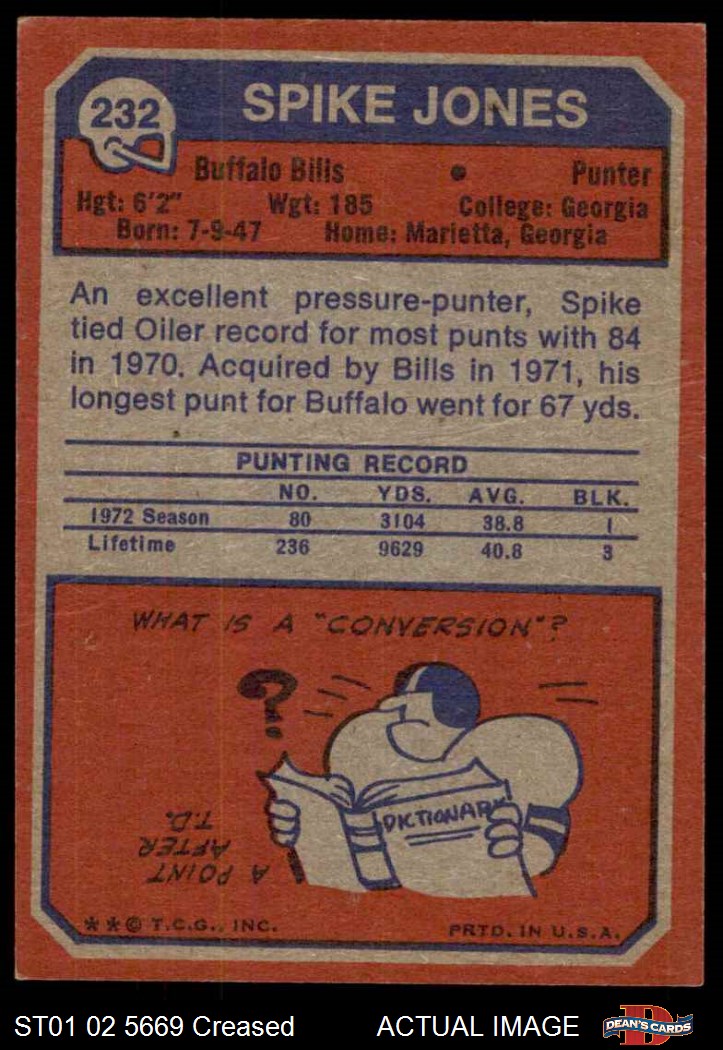 232
SPIKE JONES
Buffalo Bills • Punter
Hgt: 6'2" Wgt: 185 College: Georgia
Born: 7-9-47 Home: Marietta, Georgia
An excellent pressure-punter, Spike
tied Oiler record for most punts with 84
in 1970. Acquired by Bills in 1971, his
longest punt for Buffalo went for 67 yds.
PUNTING RECORD
NO. YDS. AVG. BLK.
1972 Season 80 3104 38.8 1
Lifetime 236 9629 40.8 3
WHAT IS A "CONVERSION"?
DICTIONARY
A POINT
AFTER
T.D.
**© T.C.G., INC. PRTD. IN U.S.A.
ST01 02 5669 Creased ACTUAL IMAGE
D
DEAN'S CARDS